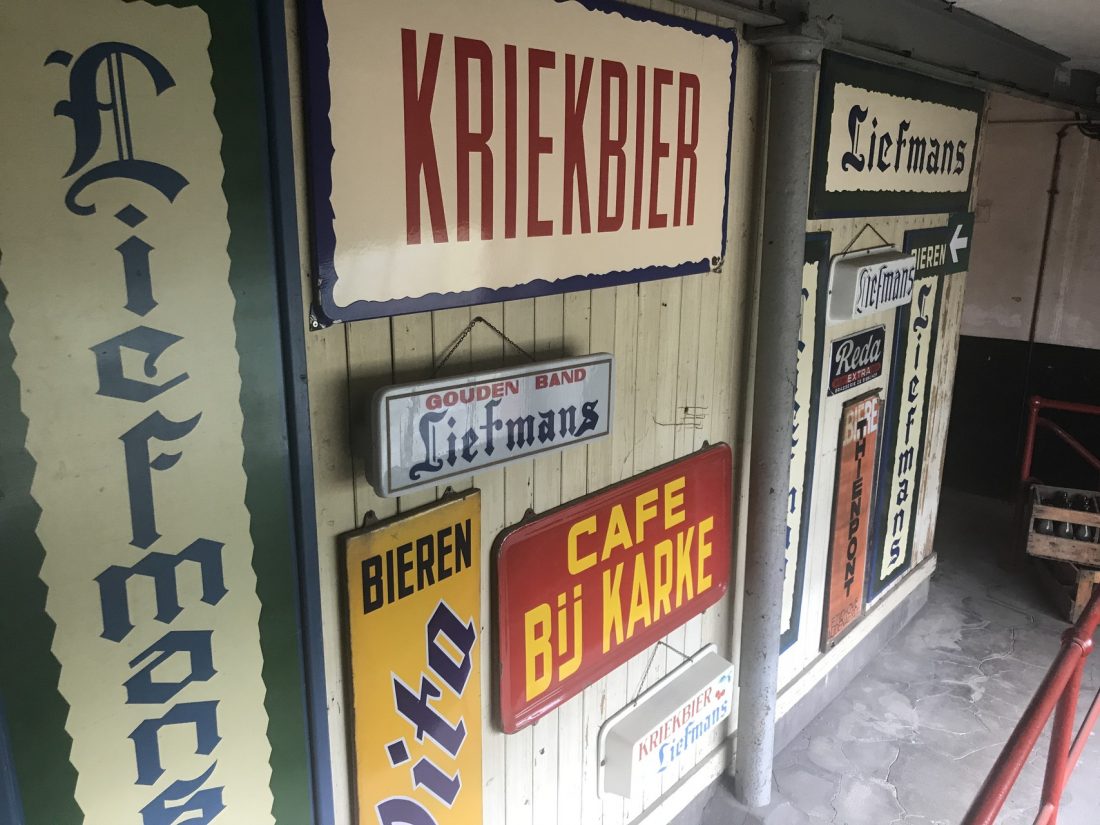 Liefmans
KRIEKBIER
GOUDEN BAND
Liefmans
BIEREN
Pita
CAFE
BIJ KARKE
KRIEKBIER
Liefmans
Liefmans
BIEREN
Liefmans
Reda
EXTRA
BIERE
THIENPONT
Liefmans